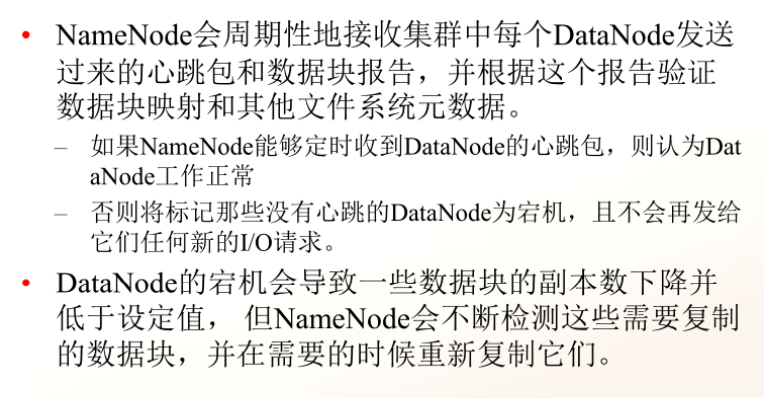 • NameNode会周期性地接收集群中每个DataNode发送
过来的心跳包和数据块报告，并根据这个报告验证
数据块映射和其他文件系统元数据。
– 如果NameNode能够定时收到DataNode的心跳包，则认为Dat
aNode工作正常
– 否则将标记那些没有心跳的DataNode为宕机，且不会再发给
它们任何新的I/O请求。
• DataNode的宕机会导致一些数据块的副本数下降并
低于设定值， 但NameNode会不断检测这些需要复制
的数据块，并在需要的时候重新复制它们。